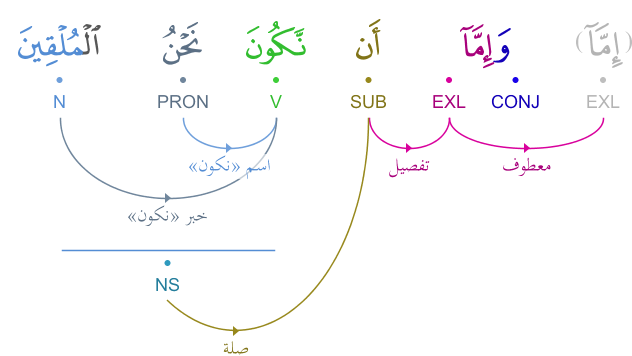 (إِمَّآ) وَإِمَّآ أَن نَّكُونَ نَحْنُ ٱلْمُلْقِينَ
EXL CONJ EXL SUB V PRON N
معطوف تفصيل اسم «نكون»
خبر «نكون»
NS
صلة